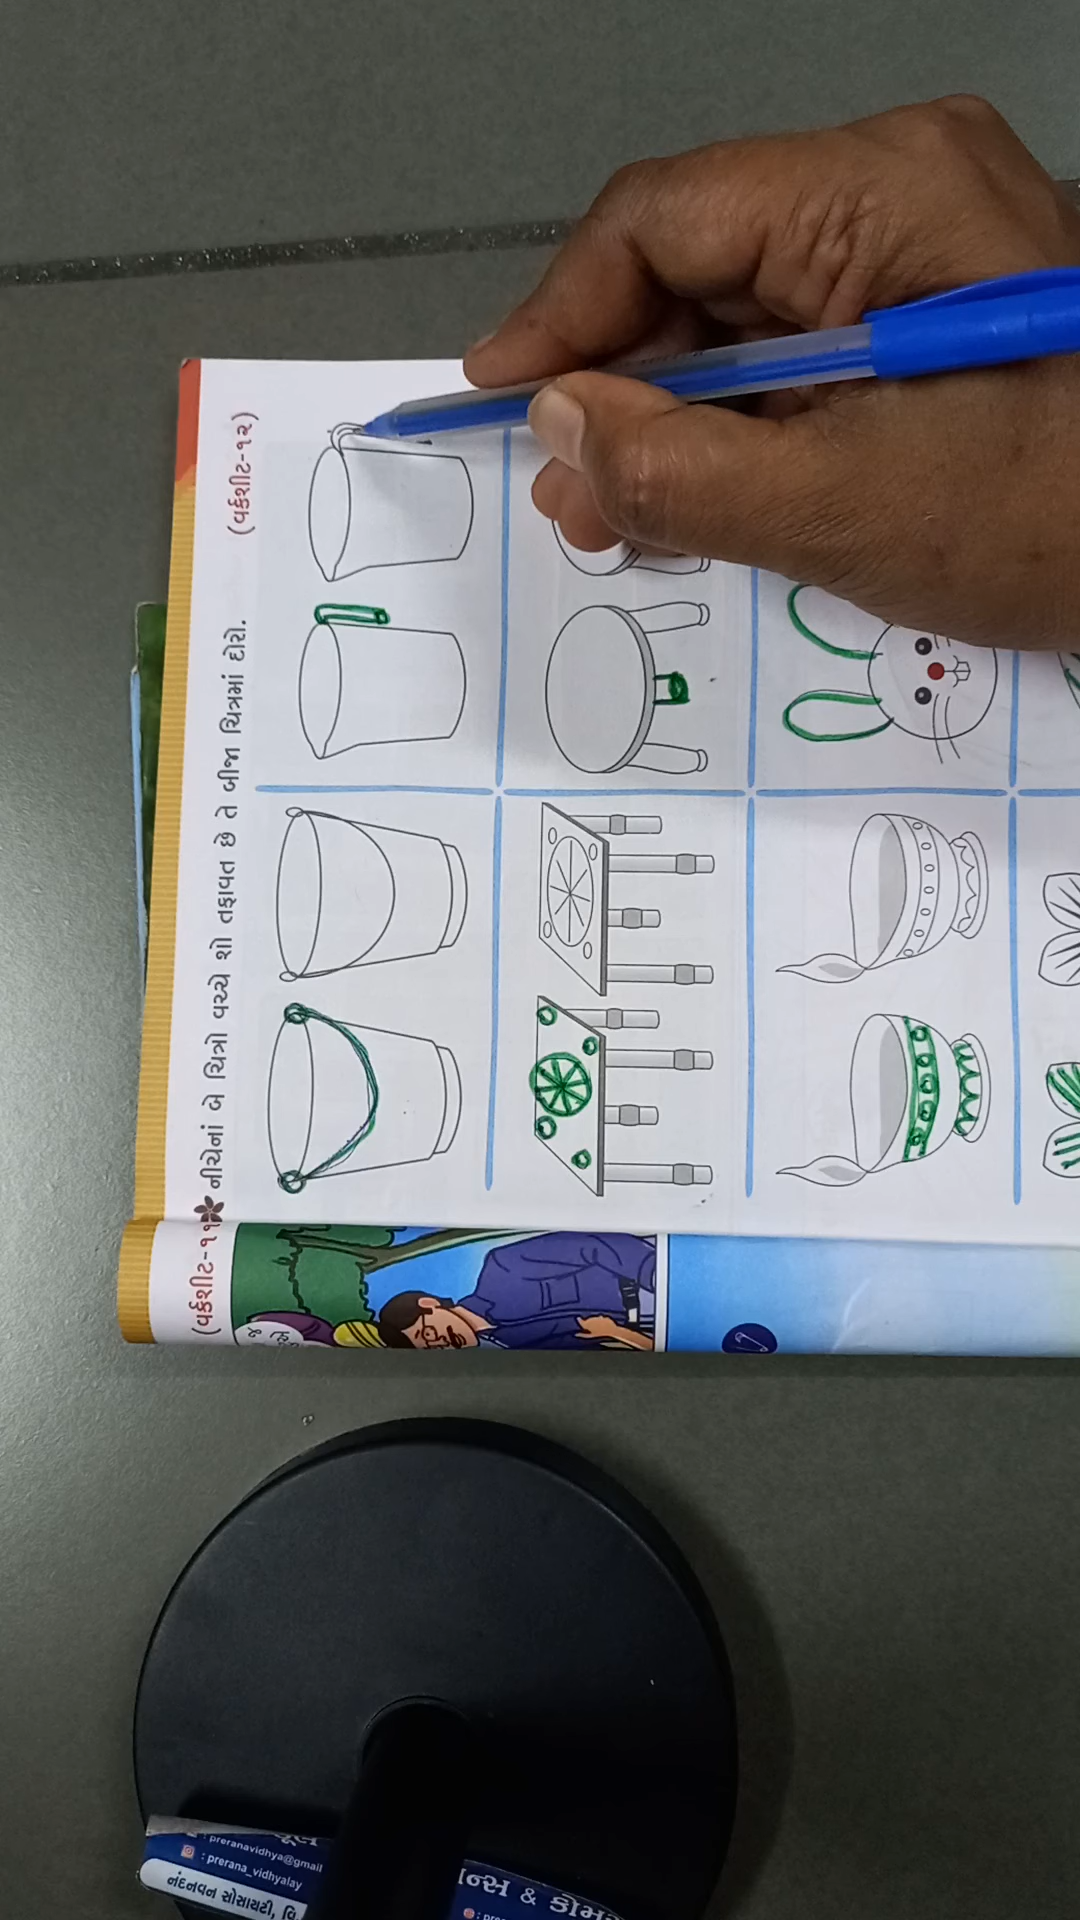 (વર્કશીટ-૧૧)
નીચેનાં બે ચિત્રો વચ્ચે શો તફાવત છે તે બીજા ચિત્રમાં દોરો.
(વર્કશીટ-૧૨)
: preranavidhya@gmail
: prerana_vidhyalay
નંદનવન સોસાયટી, વિ.
ન્સ & કોમ